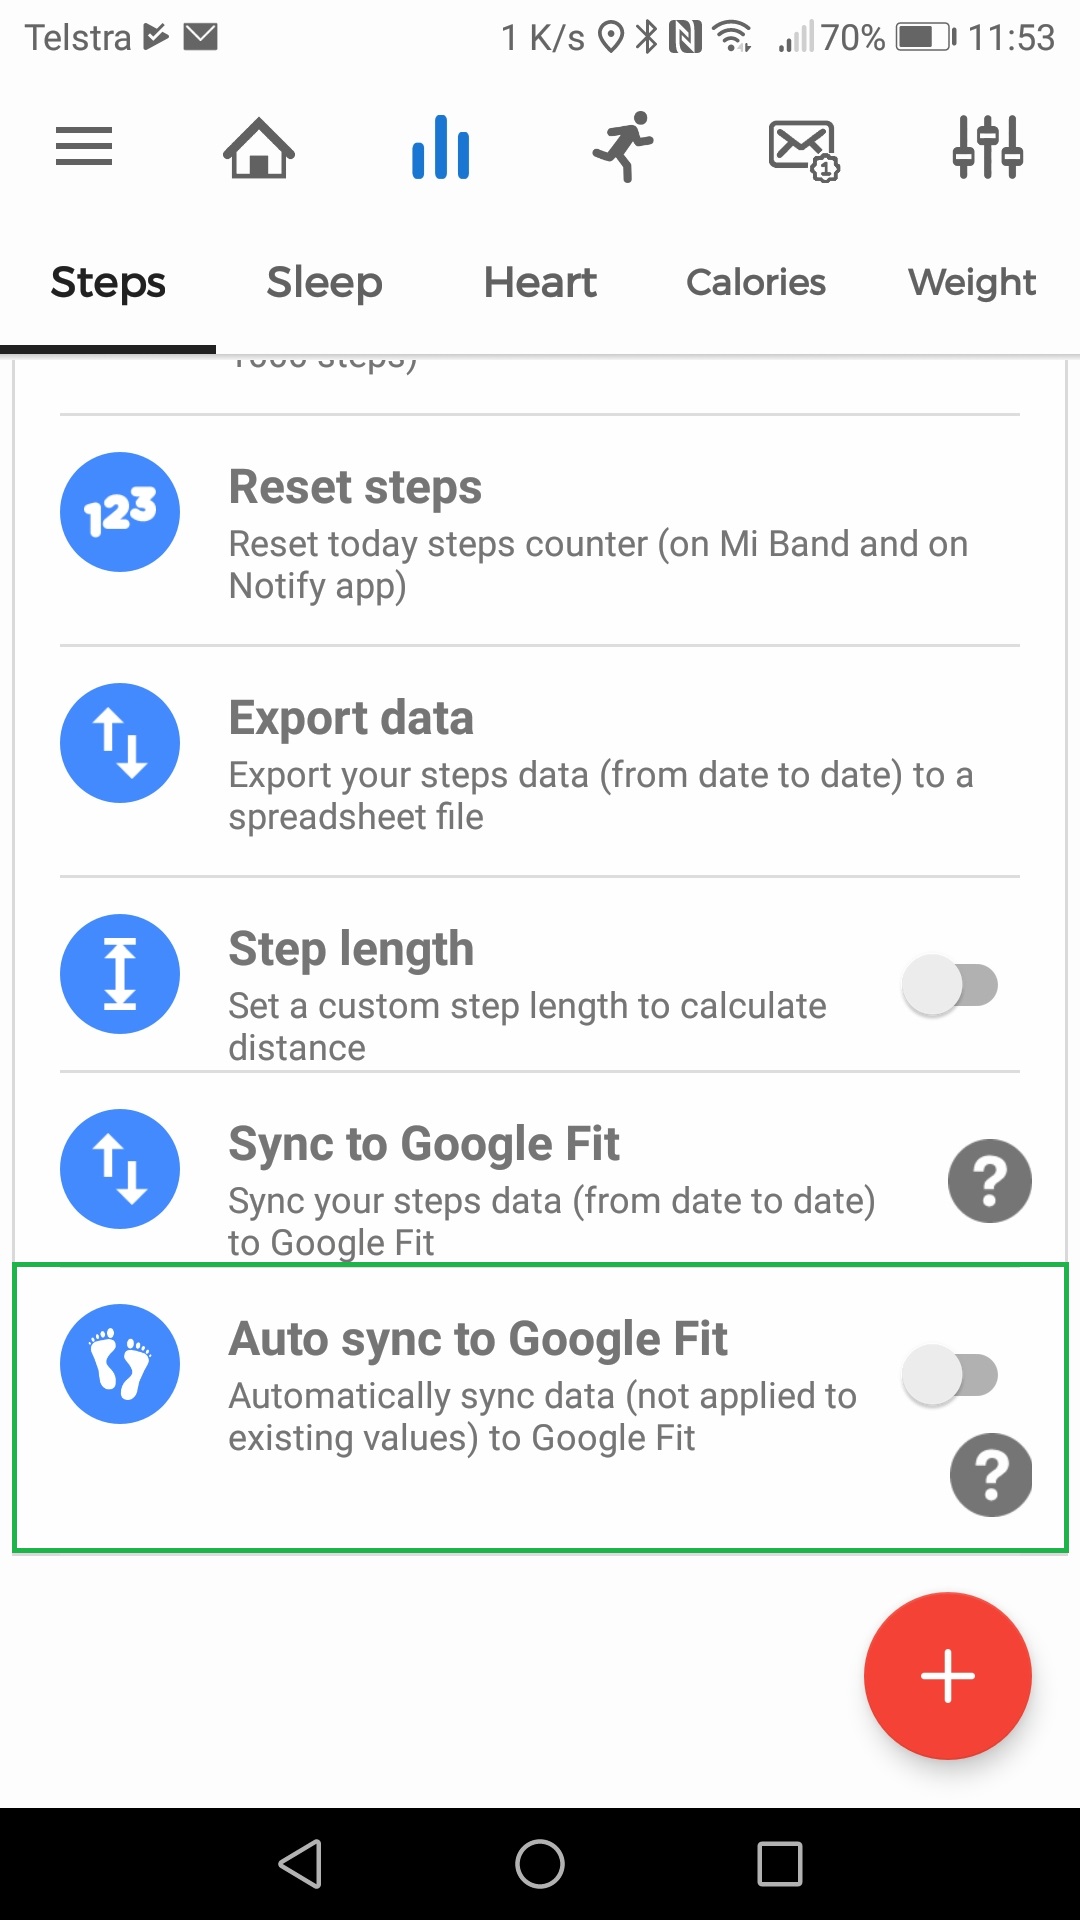 Telstra 1 K/s 70% 11:53
1
Steps Sleep Heart Calories Weight
1000 steps)
123
Reset steps
Reset today steps counter (on Mi Band and on
Notify app)
Export data
Export your steps data (from date to date) to a
spreadsheet file
Step length
Set a custom step length to calculate
distance
Sync to Google Fit
Sync your steps data (from date to date)
to Google Fit
?
Auto sync to Google Fit
Automatically sync data (not applied to
existing values) to Google Fit
?